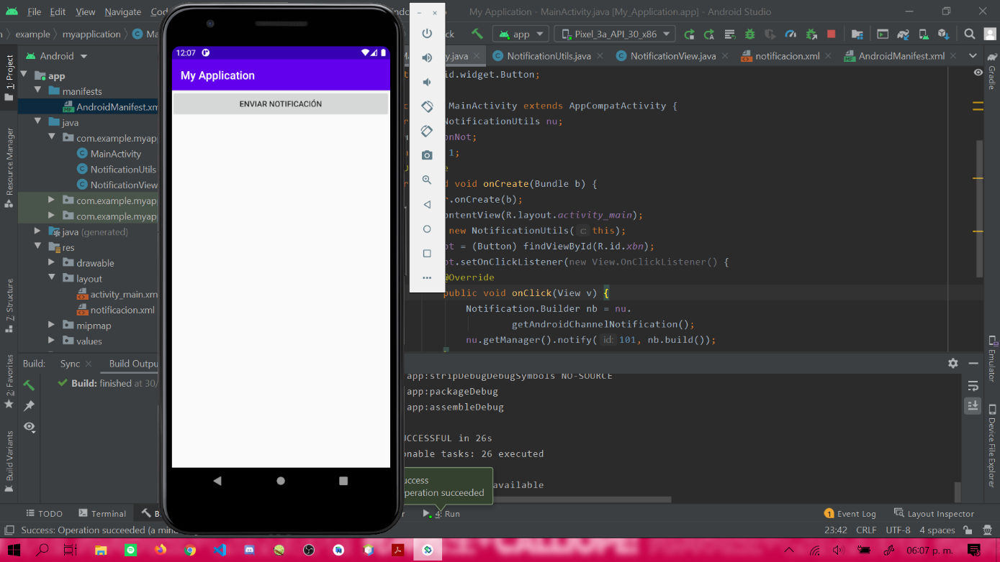 File Edit View Navigate Cod
My Application - MainActivity.java [My_Application.app] - Android Studio
example myapplication Ma
app Pixel_3a_API_30_x86
Android
.java NotificationUtils.java NotificationView.java notificacion.xml AndroidManifest.xml
1: Project
Resource Manager
7: Structure
2: Favorites
Build Variants
app
manifests
AndroidManifest.xm
java
com.example.myap
MainActivity
NotificationUtils
NotificationView
com.example.myap
com.example.myap
java (generated)
res
drawable
layout
activity_main.xm
notificacion.xml
mipmap
values
12:07
My Application
ENVIAR NOTIFICACIÓN
id.widget.Button;
MainActivity extends AppCompatActivity {
NotificationUtils nu;
onNot;
1;
void onCreate(Bundle b) {
r.onCreate(b);
ontentView(R.layout.activity_main);
new NotificationUtils( c this);
ot = (Button) findViewById(R.id.xbn);
ot.setOnClickListener(new View.OnClickListener() {
@Override
public void onClick(View v) {
Notification.Builder nb = nu.
getAndroidChannelNotification();
nu.getManager().notify( id: 101, nb.build());
Gradle
Emulator
Device File Explorer
Build: Sync Build Outpu
Build: finished at 30/
app:stripDebugDebugSymbols NO-SOURCE
app:packageDebug
app:assembleDebug
UCCESSFUL in 26s
onable tasks: 26 executed
available
uccess
peration succeeded
TODO Terminal B 4: Run 1 Event Log Layout Inspector
Success: Operation succeeded (a min
23:42 CRLF UTF-8 4 spaces
06:07 p. m.